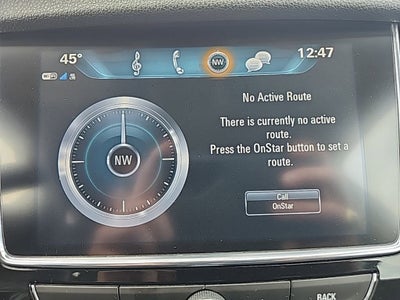 45°
NW
12:47
No Active Route
There is currently no active
route.
Press the OnStar button to set a
route.
NW
Call
OnStar
BACK